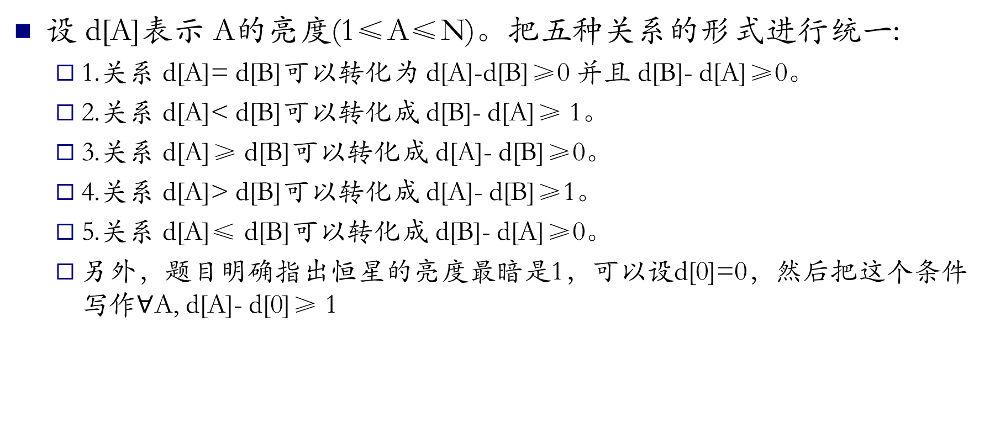 设 d[A]表示 A的亮度(1≤A≤N)。把五种关系的形式进行统一:
1.关系 d[A]= d[B]可以转化为 d[A]-d[B]≥0 并且 d[B]- d[A]≥0。
2.关系 d[A]< d[B]可以转化成 d[B]- d[A]≥ 1。
3.关系 d[A]≥ d[B]可以转化成 d[A]- d[B]≥0。
4.关系 d[A]> d[B]可以转化成 d[A]- d[B]≥1。
5.关系 d[A]≤ d[B]可以转化成 d[B]- d[A]≥0。
另外，题目明确指出恒星的亮度最暗是1，可以设d[0]=0，然后把这个条件
写作∀A, d[A]- d[0]≥ 1